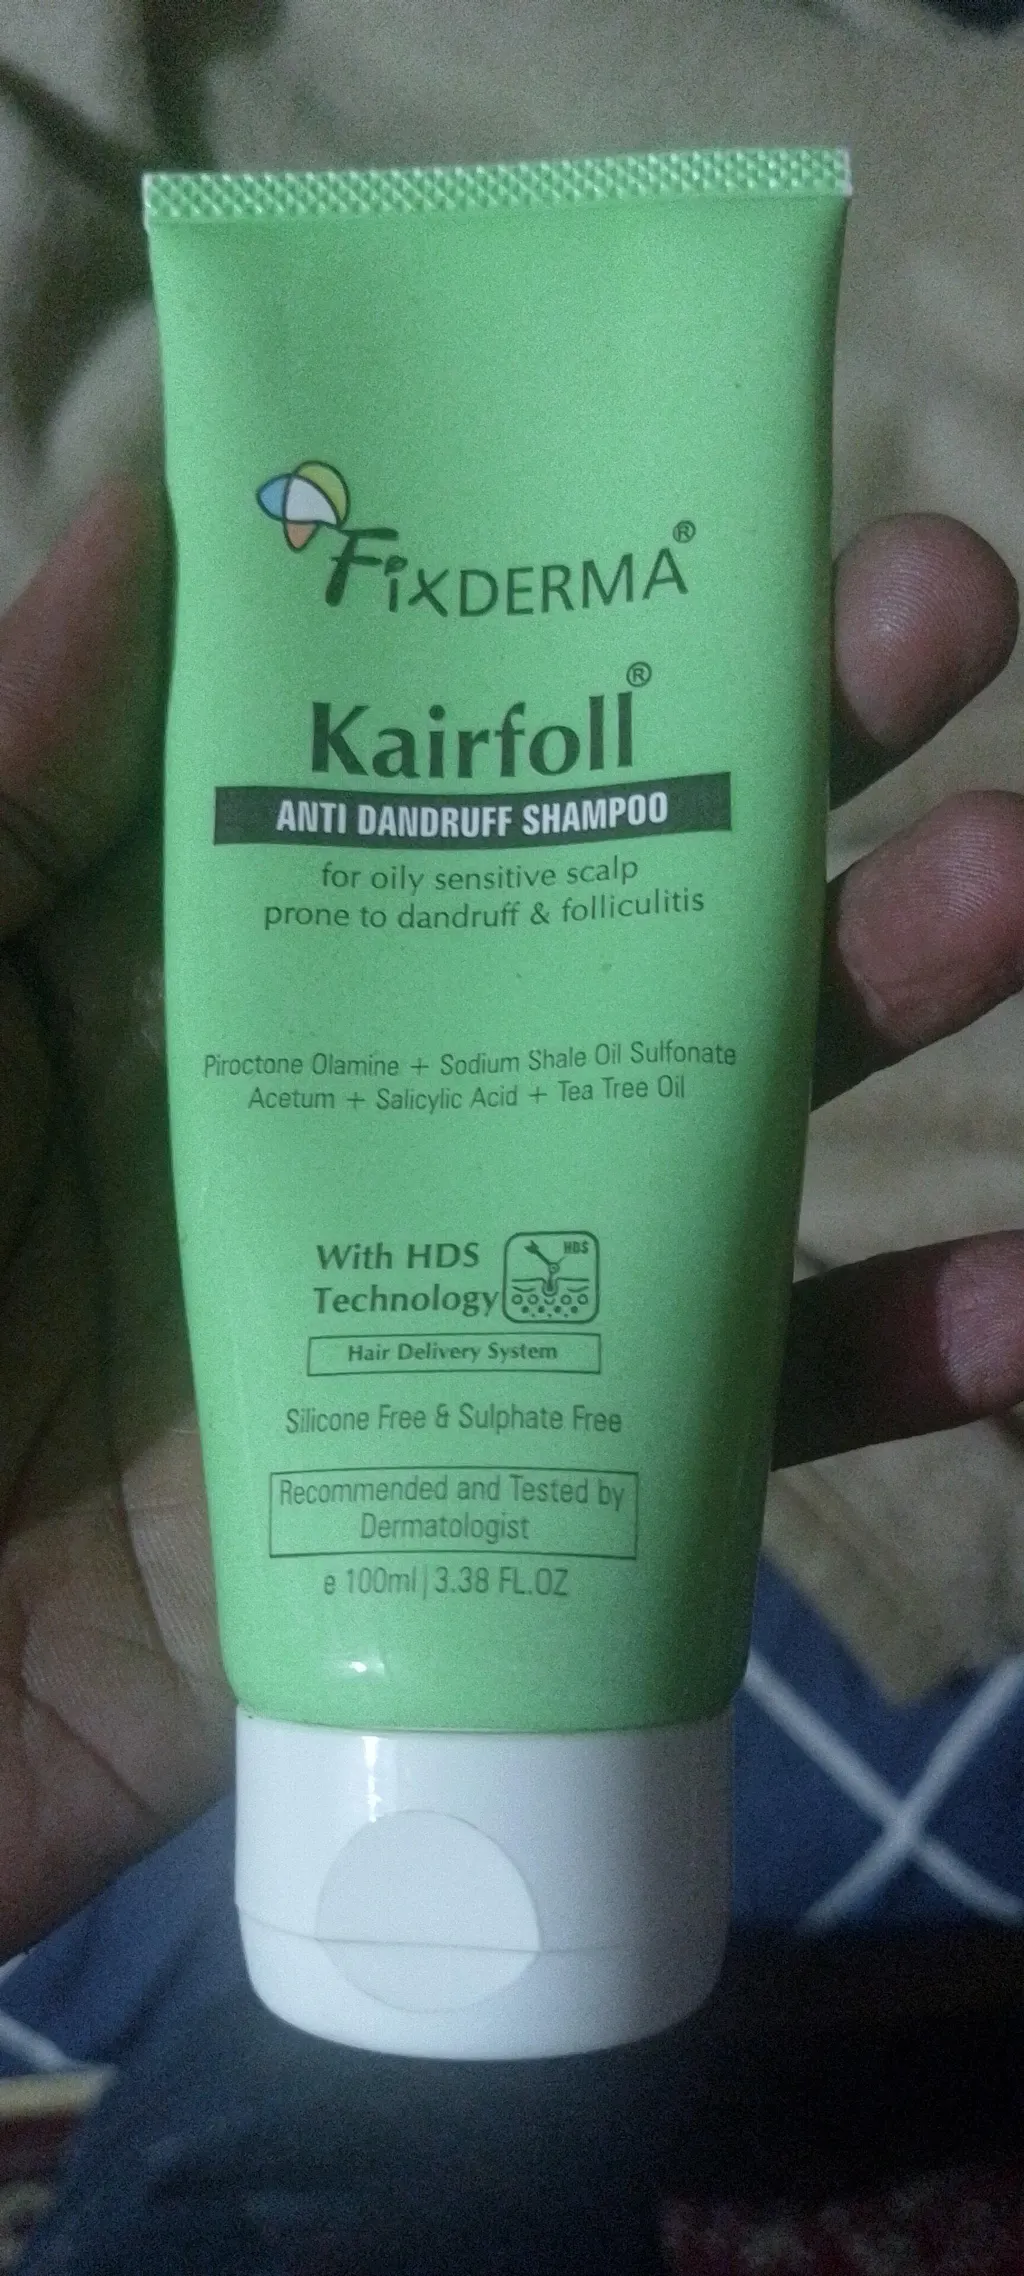 FixDERMA®
Kairfoll®
ANTI DANDRUFF SHAMPOO
for oily sensitive scalp
prone to dandruff & folliculitis
Piroctone Olamine + Sodium Shale Oil Sulfonate
Acetum + Salicylic Acid + Tea Tree Oil
With HDS
Technology
HDS
Hair Delivery System
Silicone Free & Sulphate Free
Recommended and Tested by
Dermatologist
e 100ml | 3.38 FL.OZ